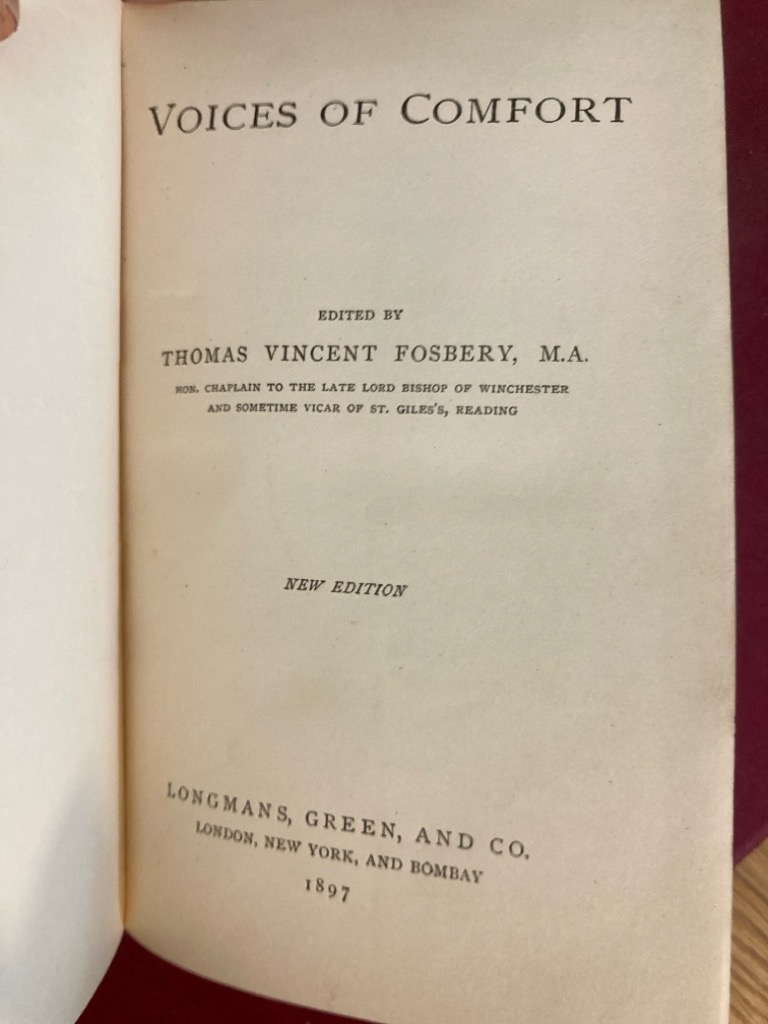 VOICES OF COMFORT
EDITED BY
THOMAS VINCENT FOSBERY, M.A.
HON. CHAPLAIN TO THE LATE LORD BISHOP OF WINCHESTER
AND SOMETIME VICAR OF ST. GILES'S, READING
NEW EDITION
LONGMANS, GREEN, AND CO.
LONDON, NEW YORK, AND BOMBAY
1897